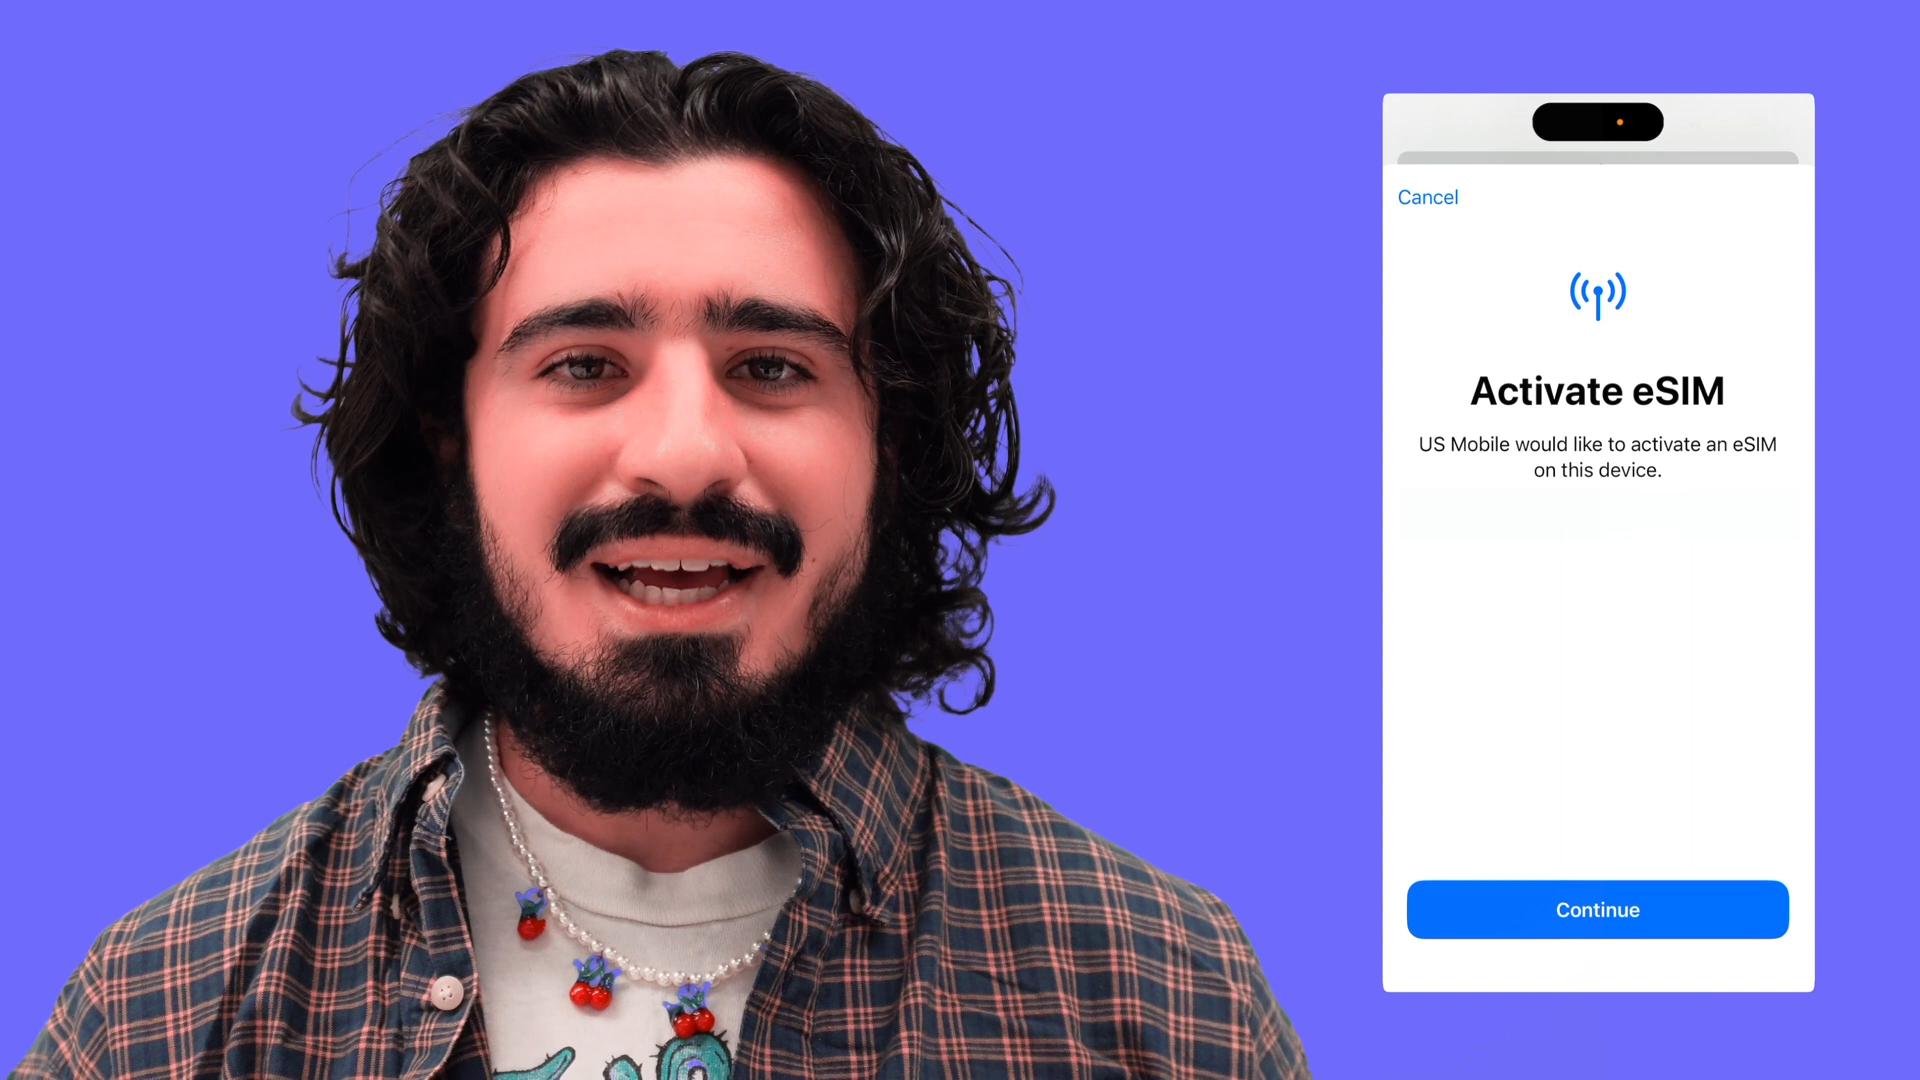 Cancel
Activate eSIM
US Mobile would like to activate an eSIM
on this device.
Continue